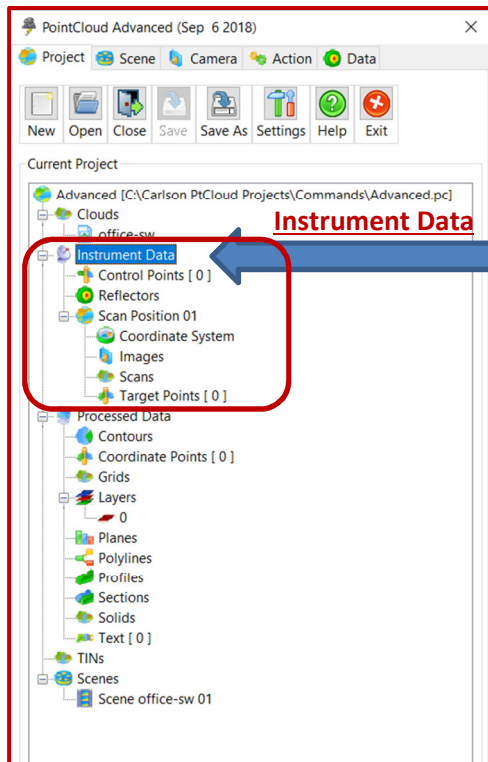 PointCloud Advanced (Sep 6 2018)
Project Scene Camera Action Data
New Open Close Save Save As Settings Help Exit
Current Project
Advanced [C:\Carlson PtCloud Projects\Commands\Advanced.pc]
Clouds
office-sw
Instrument Data
Instrument Data
Control Points [ 0 ]
Reflectors
Scan Position 01
Coordinate System
Images
Scans
Target Points [ 0 ]
Processed Data
Contours
Coordinate Points [ 0 ]
Grids
Layers
0
Planes
Polylines
Profiles
Sections
Solids
Text [ 0 ]
TINs
Scenes
Scene office-sw 01